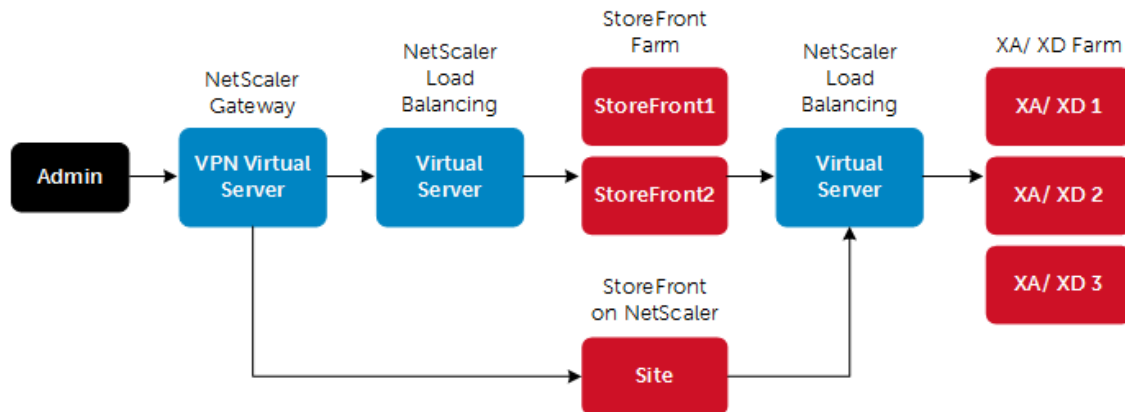 StoreFront
Farm
NetScaler
Load
Balancing
NetScaler
Load
Balancing
XA/ XD Farm
NetScaler
Gateway
StoreFront1
XA/ XD 1
Admin
VPN Virtual
Server
Virtual
Server
StoreFront2
Virtual
Server
XA/ XD 2
XA/ XD 3
StoreFront
on NetScaler
Site